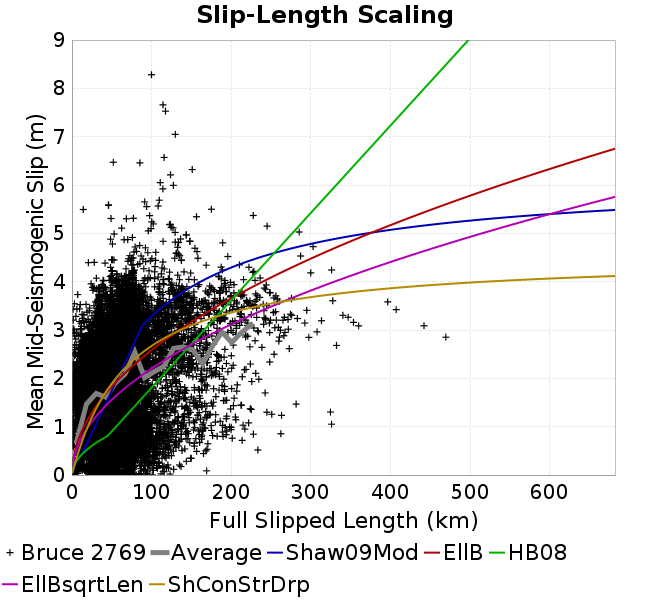 Slip-Length Scaling
Mean Mid-Seismogenic Slip (m)
9
8
7
6
5
4
3
2
1
0
0 100 200 300 400 500 600
Full Slipped Length (km)
Bruce 2769 Average Shaw09Mod EllB HB08
EllBsqrtLen ShConStrDrp